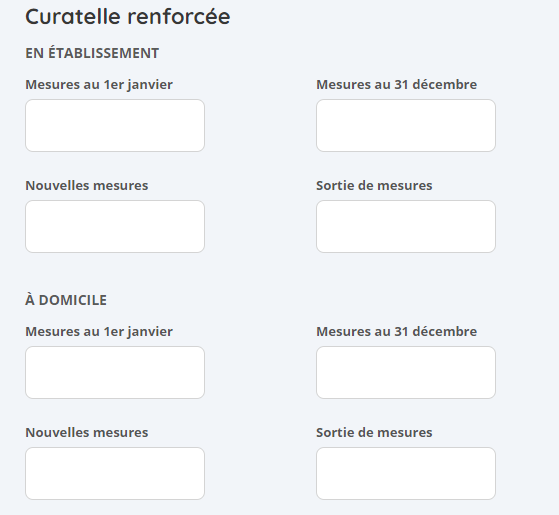 Curatelle renforcée
EN ÉTABLISSEMENT
Mesures au 1er janvier
Mesures au 31 décembre
Nouvelles mesures
Sortie de mesures
À DOMICILE
Mesures au 1er janvier
Mesures au 31 décembre
Nouvelles mesures
Sortie de mesures